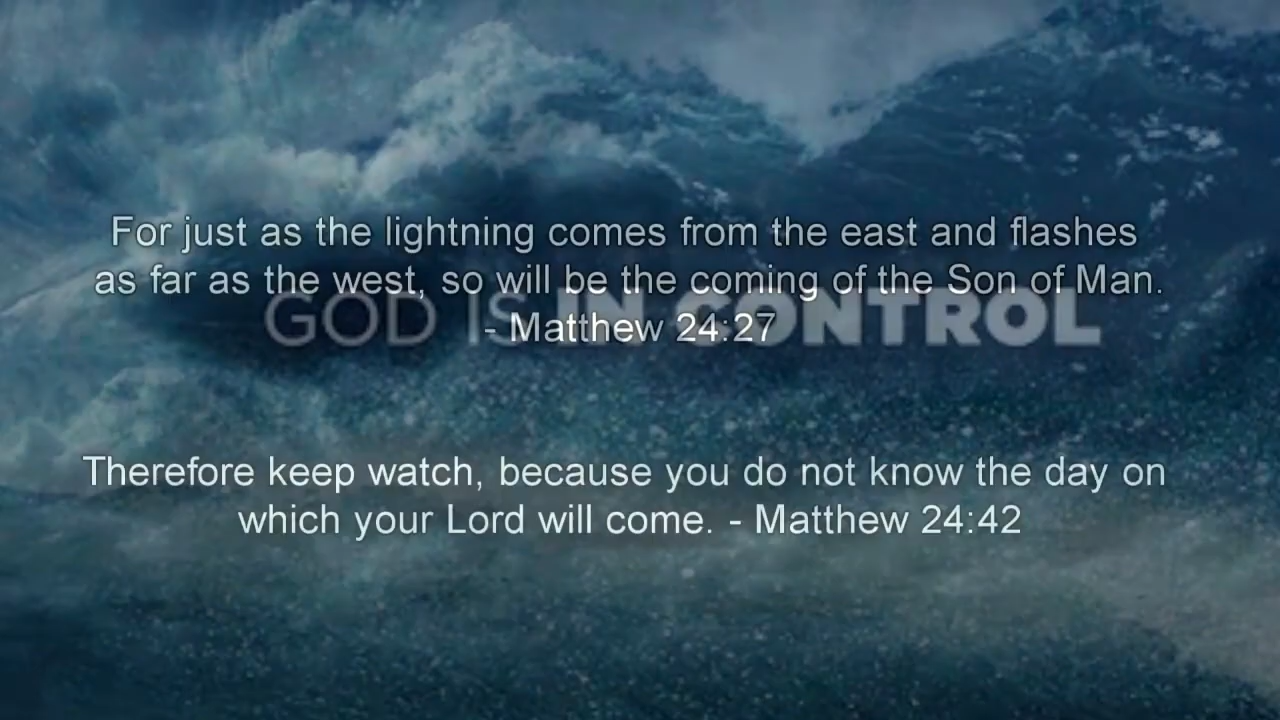 For just as the lightning comes from the east and flashes
as far as the west, so will be the coming of the Son of Man.
GOD IS IN CONTROL
- Matthew 24:27
Therefore keep watch, because you do not know the day on
which your Lord will come. - Matthew 24:42